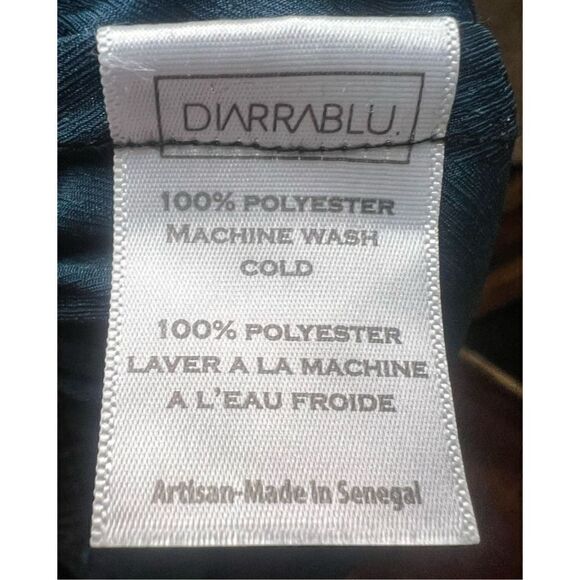 DIARRABLU.
100% POLYESTER
MACHINE WASH
COLD
100% POLYESTER
LAVER A LA MACHINE
A L'EAU FROIDE
Artisan-Made In Senegal